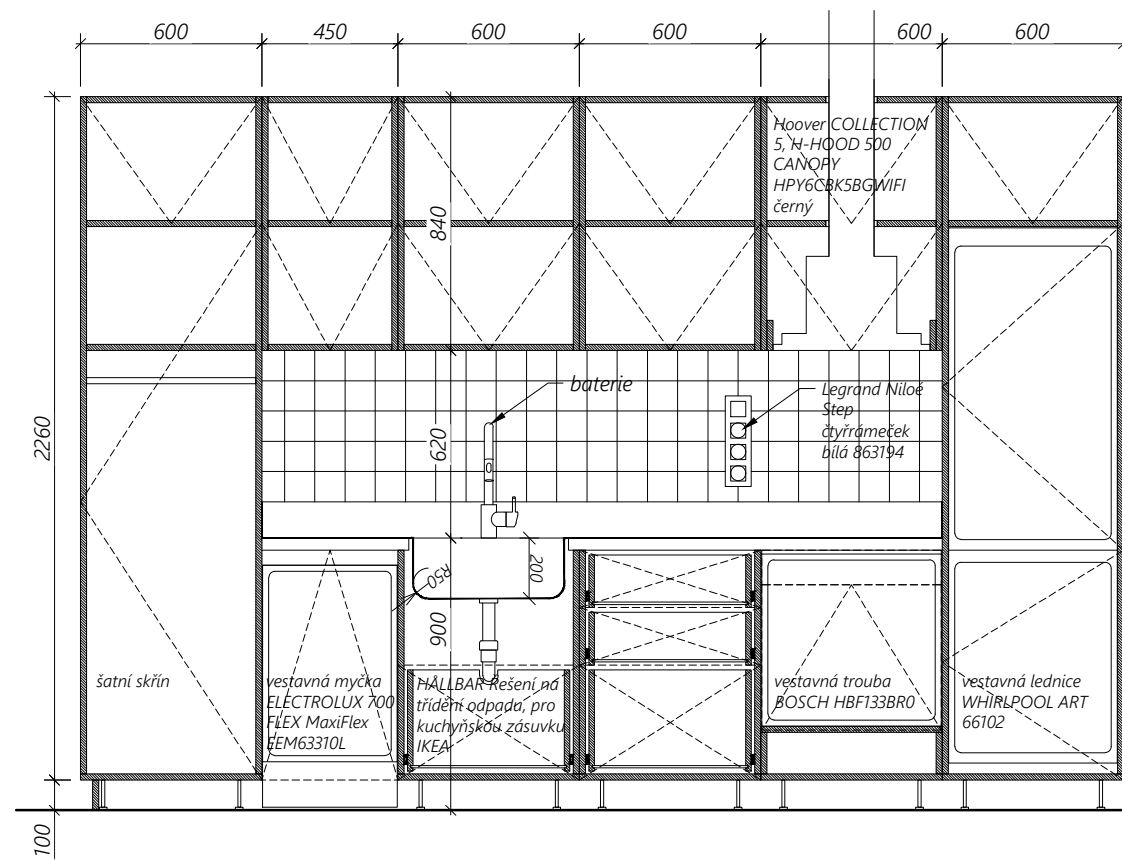 600
450
600
600
600
600
Hoover COLLECTION
5, H-HOOD 500
CANOPY
HPY6CBK5BGWIFI
černý
840
2260
620
baterie
Legrand Niloé
Step
čtyřrámeček
bílá 863194
R50
200
900
šatní skřín
vestavná myčka
ELECTROLUX 700
FLEX MaxiFlex
EEM63310L
HÅLLBAR Řešení na
třídění odpadu, pro
kuchyňskou zásuvku
IKEA
vestavná trouba
BOSCH HBF133BR0
vestavná lednice
WHIRLPOOL ART
66102
100